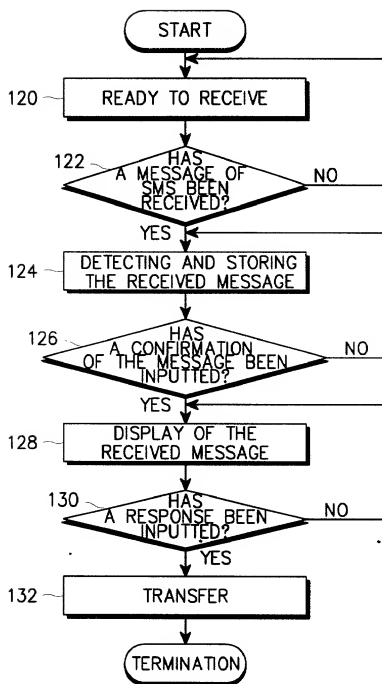 START
120
READY TO RECEIVE
122
HAS
A MESSAGE OF
SMS BEEN
RECEIVED?
NO
YES
124
DETECTING AND STORING
THE RECEIVED MESSAGE
126
HAS
A CONFIRMATION
OF THE MESSAGE BEEN
INPUTTED?
NO
YES
128
DISPLAY OF THE
RECEIVED MESSAGE
130
HAS
A RESPONSE BEEN
INPUTTED?
NO
YES
132
TRANSFER
TERMINATION